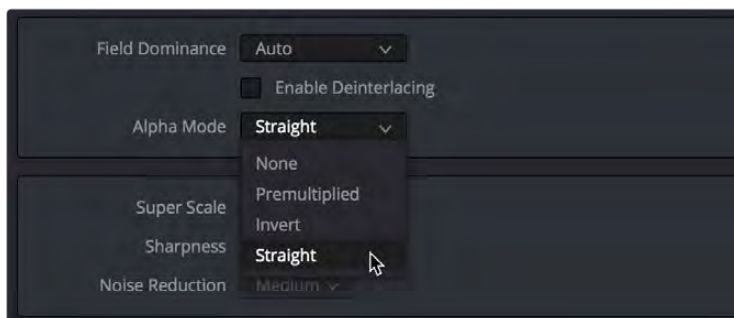 Field Dominance Auto
Enable Deinterlacing
Alpha Mode Straight
None
Premultiplied
Invert
Super Scale
Sharpness Straight
Noise Reduction Medium